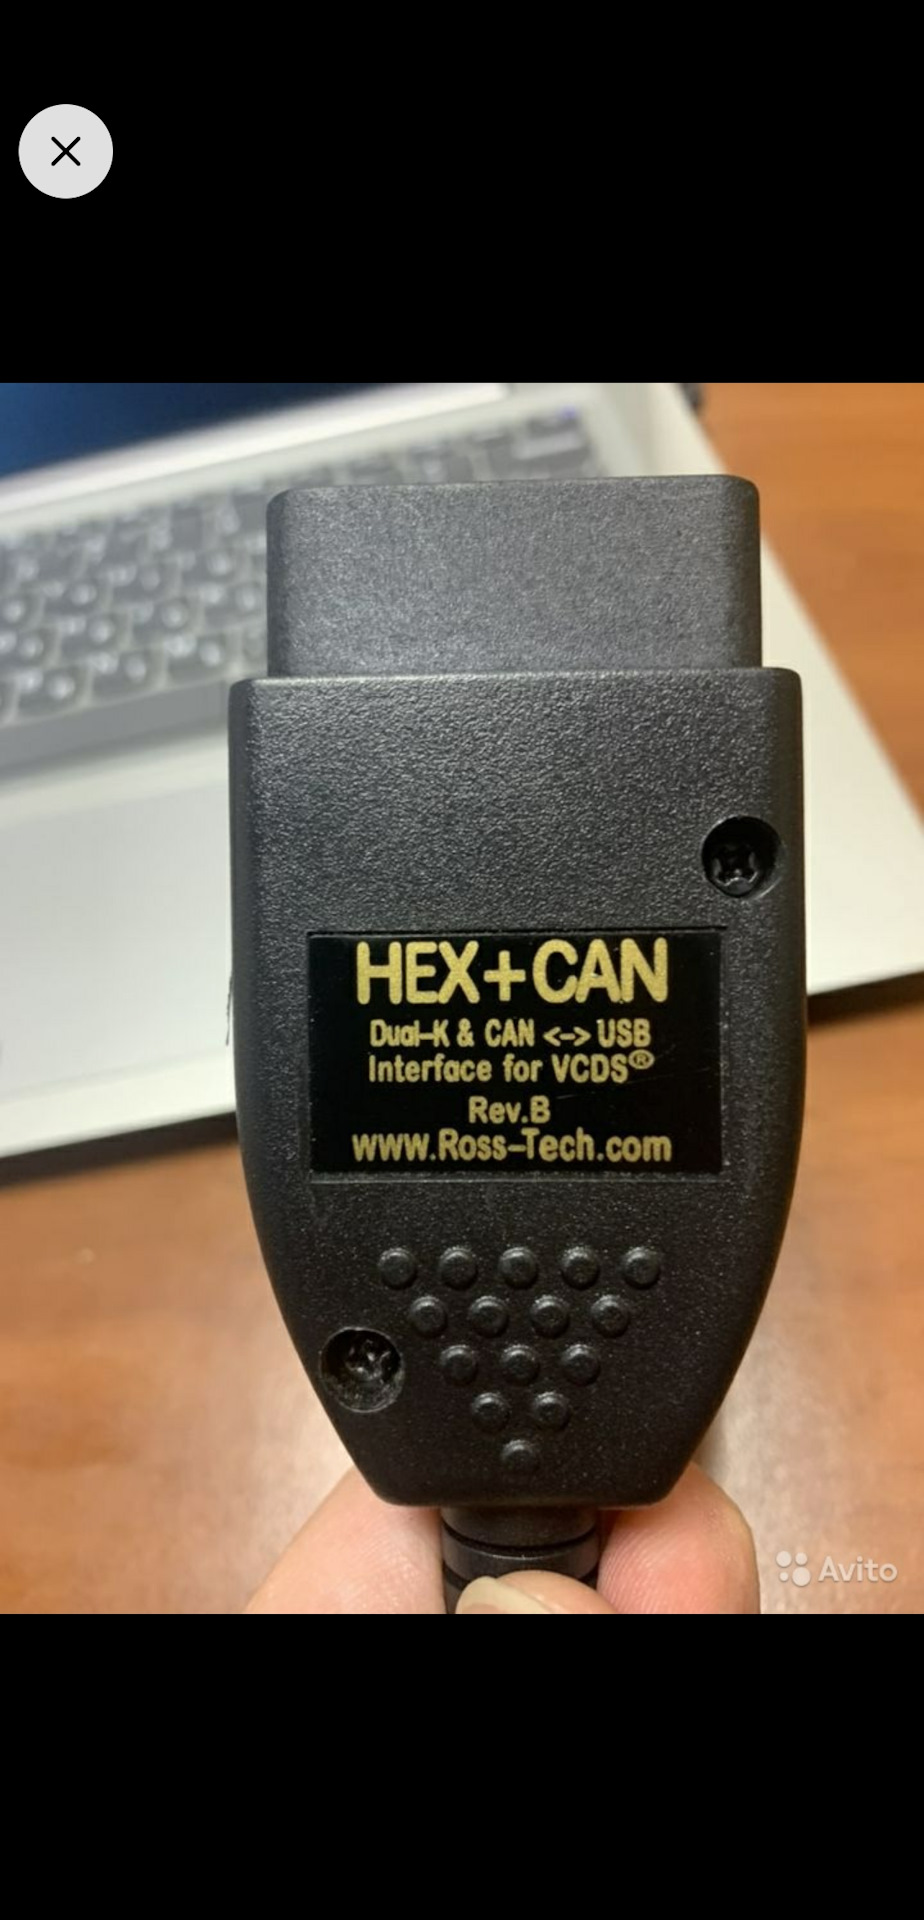 HEX+CAN
Dual-K & CAN <-> USB
Interface for VCDS®
Rev.B
www.Ross-Tech.com
Avito